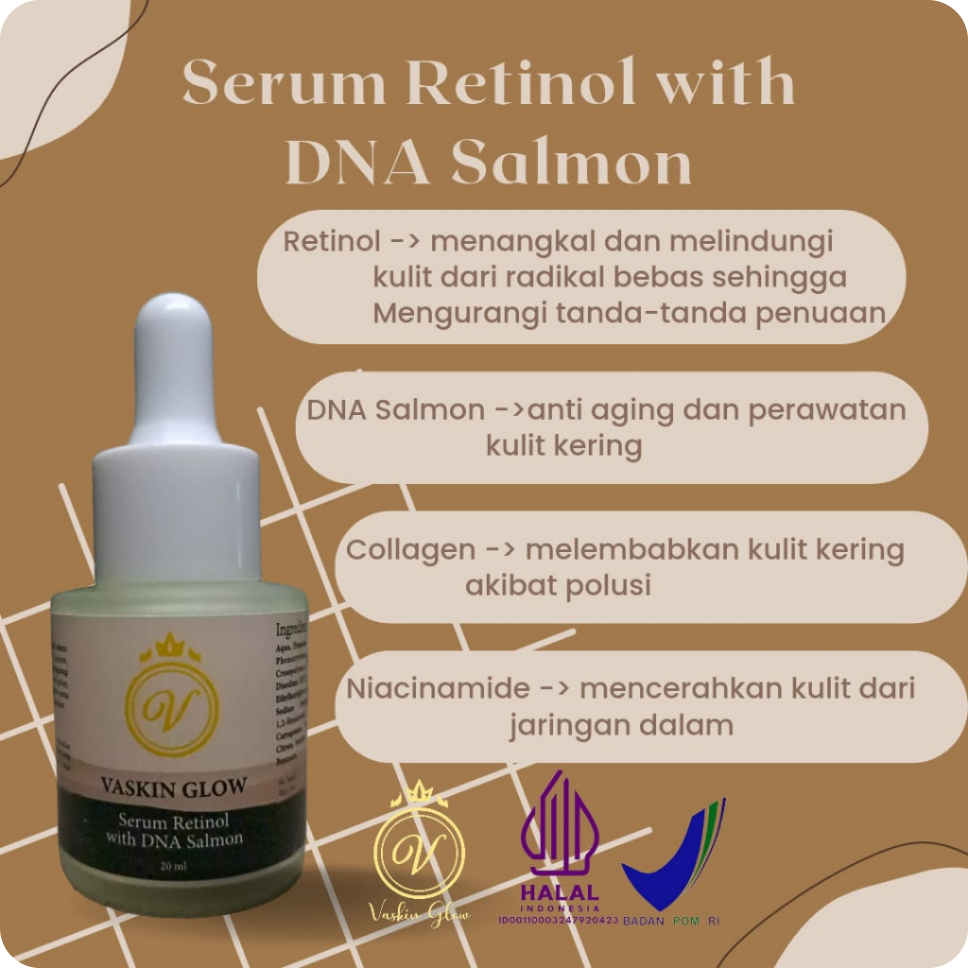 Serum Retinol with
DNA Salmon
Retinol -> menangkal dan melindungi
kulit dari radikal bebas sehingga
Mengurangi tanda-tanda penuaan
DNA Salmon ->anti aging dan perawatan
kulit kering
Collagen -> melembabkan kulit kering
akibat polusi
Niacinamide -> mencerahkan kulit dari
jaringan dalam
V
VASKIN GLOW
Serum Retinol
with DNA Salmon
20 ml
Aqua,
V
Vaskin Glow
HALAL
INDONESIA
ID00110003247920423
BADAN POM RI